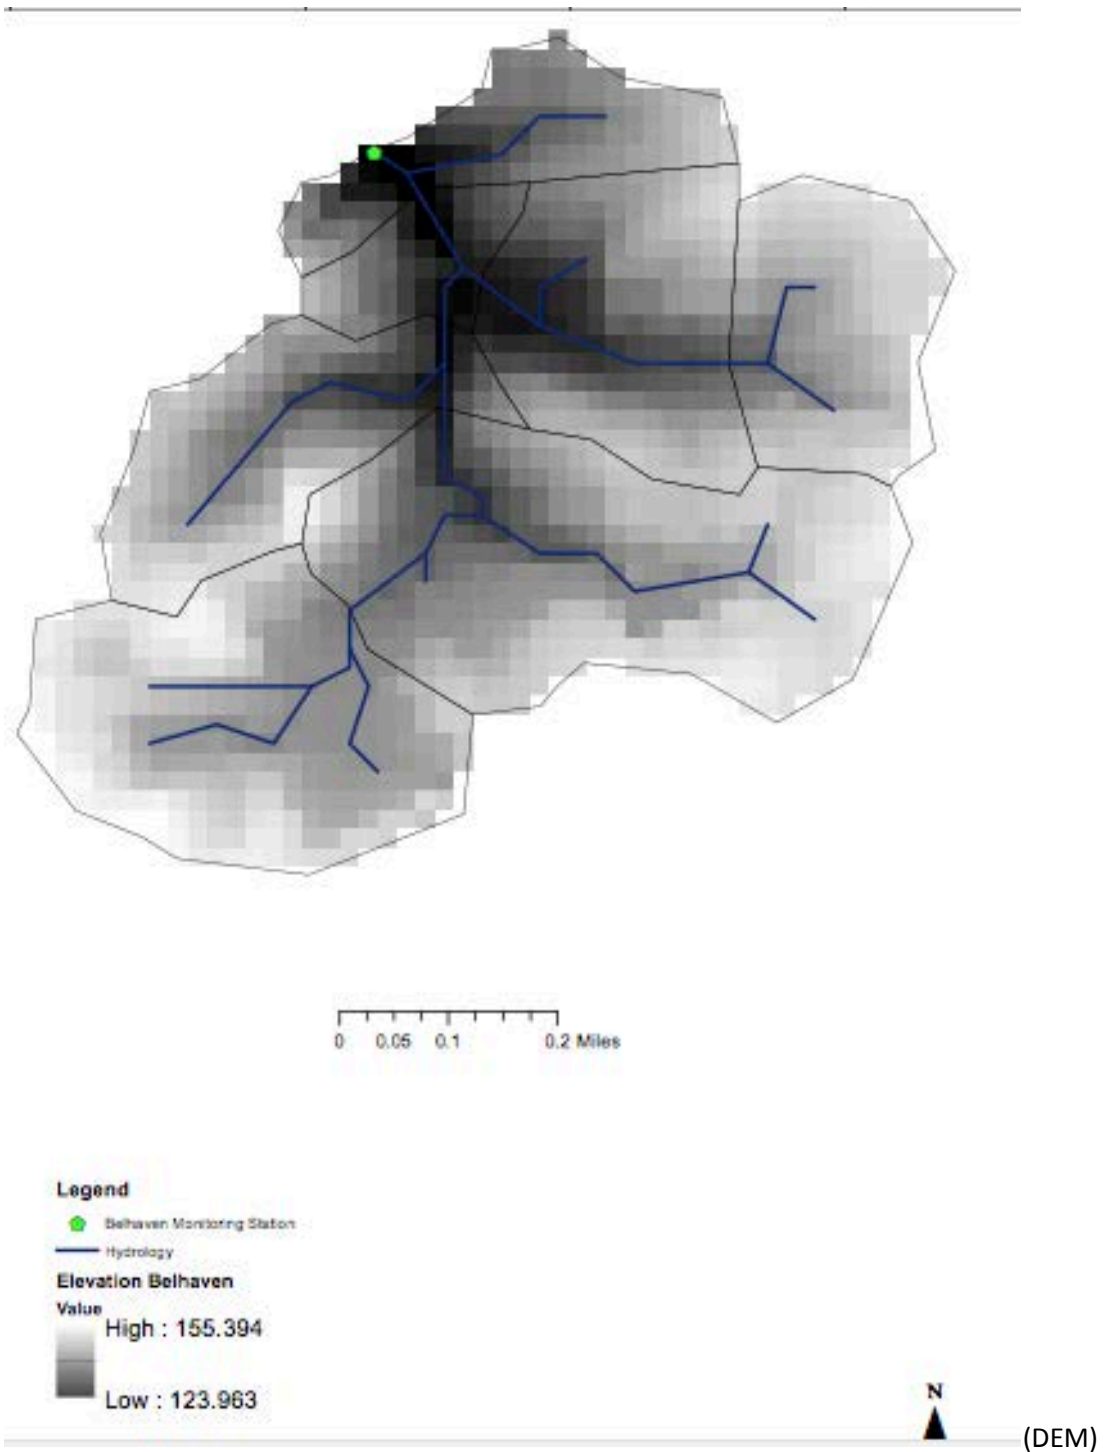 0 0.05 0.1 0.2 Miles
Legend
Belhaven Monitoring Station
Hydrology
Elevation Belhaven
Value
High : 155.394
Low : 123.963
N
(DEM)